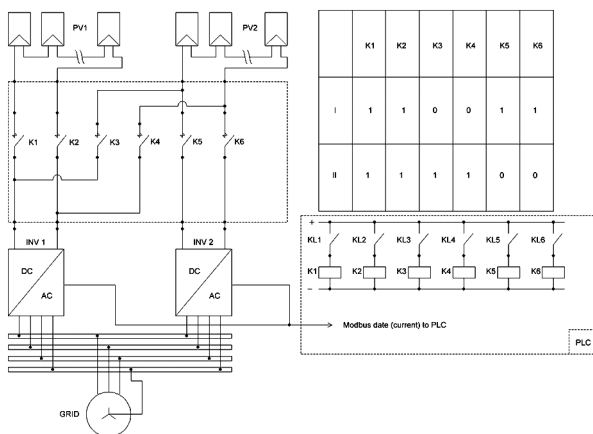 PV1
PV2
K1 K2 K3 K4 K5 K6
I 1 1 0 0 1 1
II 1 1 1 1 0 0
K1 K2 K3 K4 K5 K6
INV 1
DC
AC
INV 2
DC
AC
+
KL1 KL2 KL3 KL4 KL5 KL6
K1 K2 K3 K4 K5 K6
−
Modbus date (current) to PLC
PLC
GRID